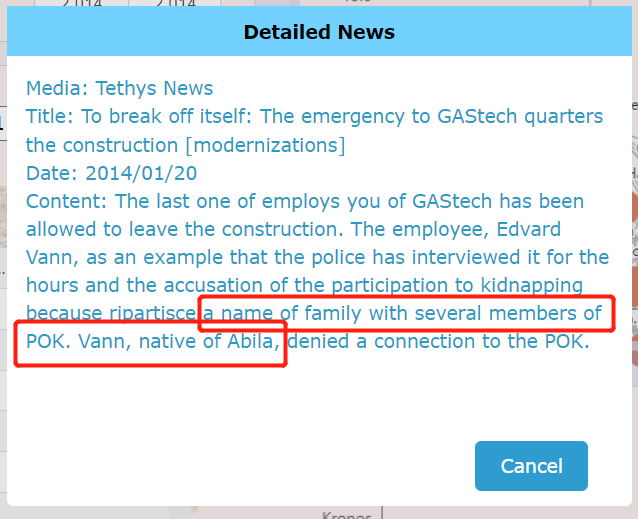 2 014 2 014
Detailed News
Media: Tethys News
Title: To break off itself: The emergency to GAStech quarters
the construction [modernizations]
Date: 2014/01/20
Content: The last one of employs you of GAStech has been
allowed to leave the construction. The employee, Edvard
Vann, as an example that the police has interviewed it for the
hours and the accusation of the participation to kidnapping
because ripartisce a name of family with several members of
POK. Vann, native of Abila, denied a connection to the POK.
Cancel